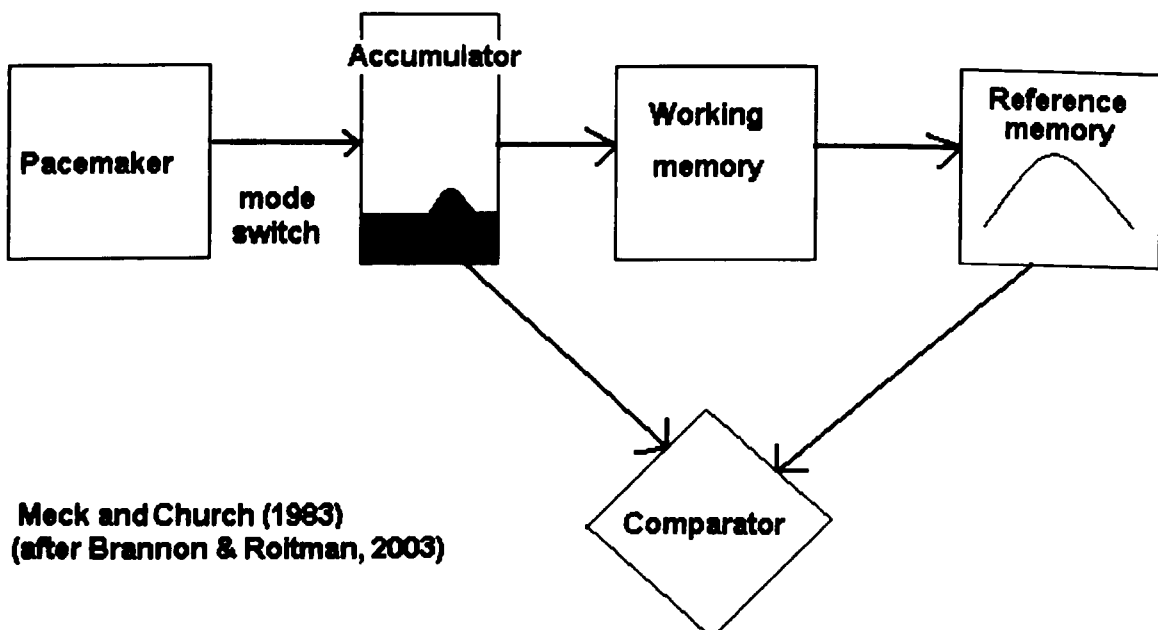 Pacemaker
mode
switch
Accumulator
Working
memory
Reference
memory
Comparator
Meck and Church (1983)
(after Brannon & Roitman, 2003)